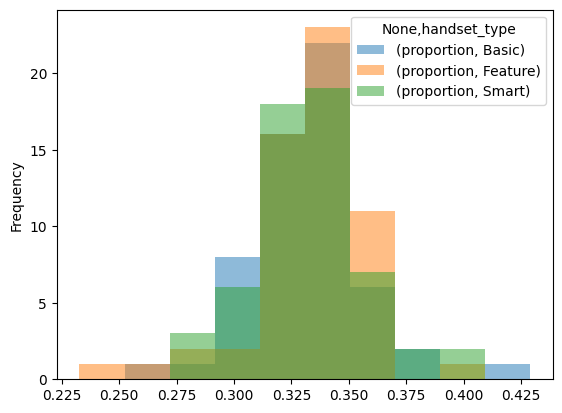 None,handset_type
(proportion, Basic)
(proportion, Feature)
(proportion, Smart)
Frequency
20
15
10
5
0
0.225 0.250 0.275 0.300 0.325 0.350 0.375 0.400 0.425